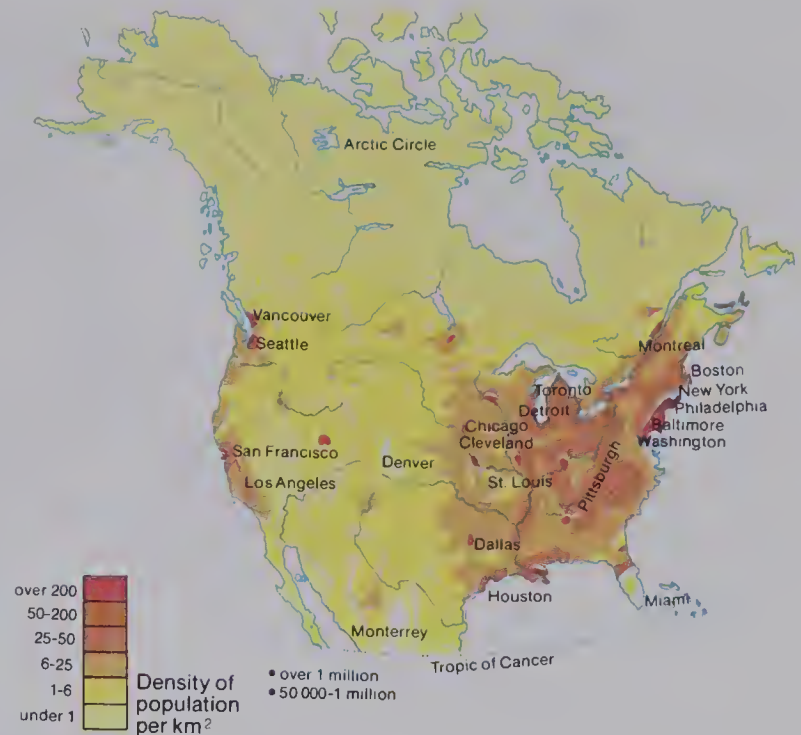 Arctic Circle
Vancouver
Seattle
Montreal
Boston
Toronto
New York
Detroit
Philadelphia
Chicago
Baltimore
Cleveland
Washington
San Francisco
Denver
Los Angeles
St. Louis
Pittsburgh
Dallas
Houston
Miami
Monterrey
Tropic of Cancer
over 200
50-200
25-50
6-25
1-6
under 1
Density of
population
per km²
• over 1 million
• 50 000-1 million